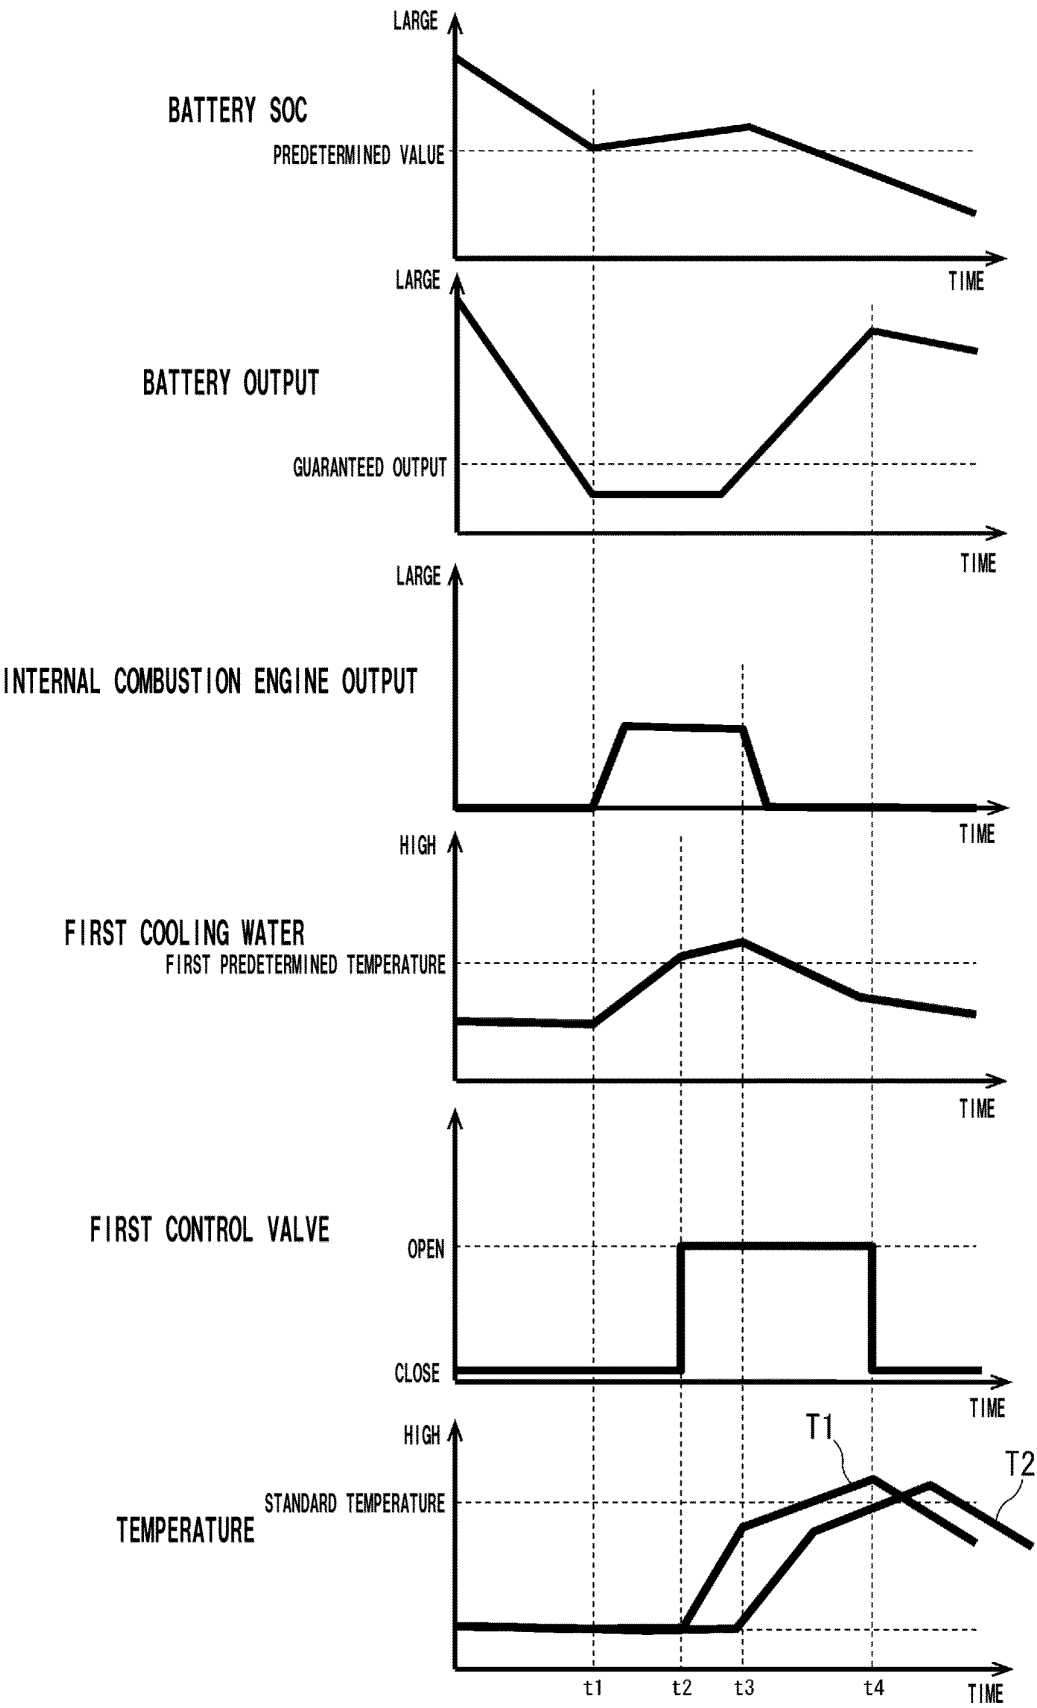 LARGE
BATTERY SOC
PREDETERMINED VALUE
TIME
LARGE
BATTERY OUTPUT
GUARANTEED OUTPUT
TIME
LARGE
INTERNAL COMBUSTION ENGINE OUTPUT
TIME
HIGH
FIRST COOLING WATER
FIRST PREDETERMINED TEMPERATURE
TIME
FIRST CONTROL VALVE
OPEN
CLOSE
TIME
HIGH
T1
T2
STANDARD TEMPERATURE
TEMPERATURE
t1 t2 t3 t4 TIME